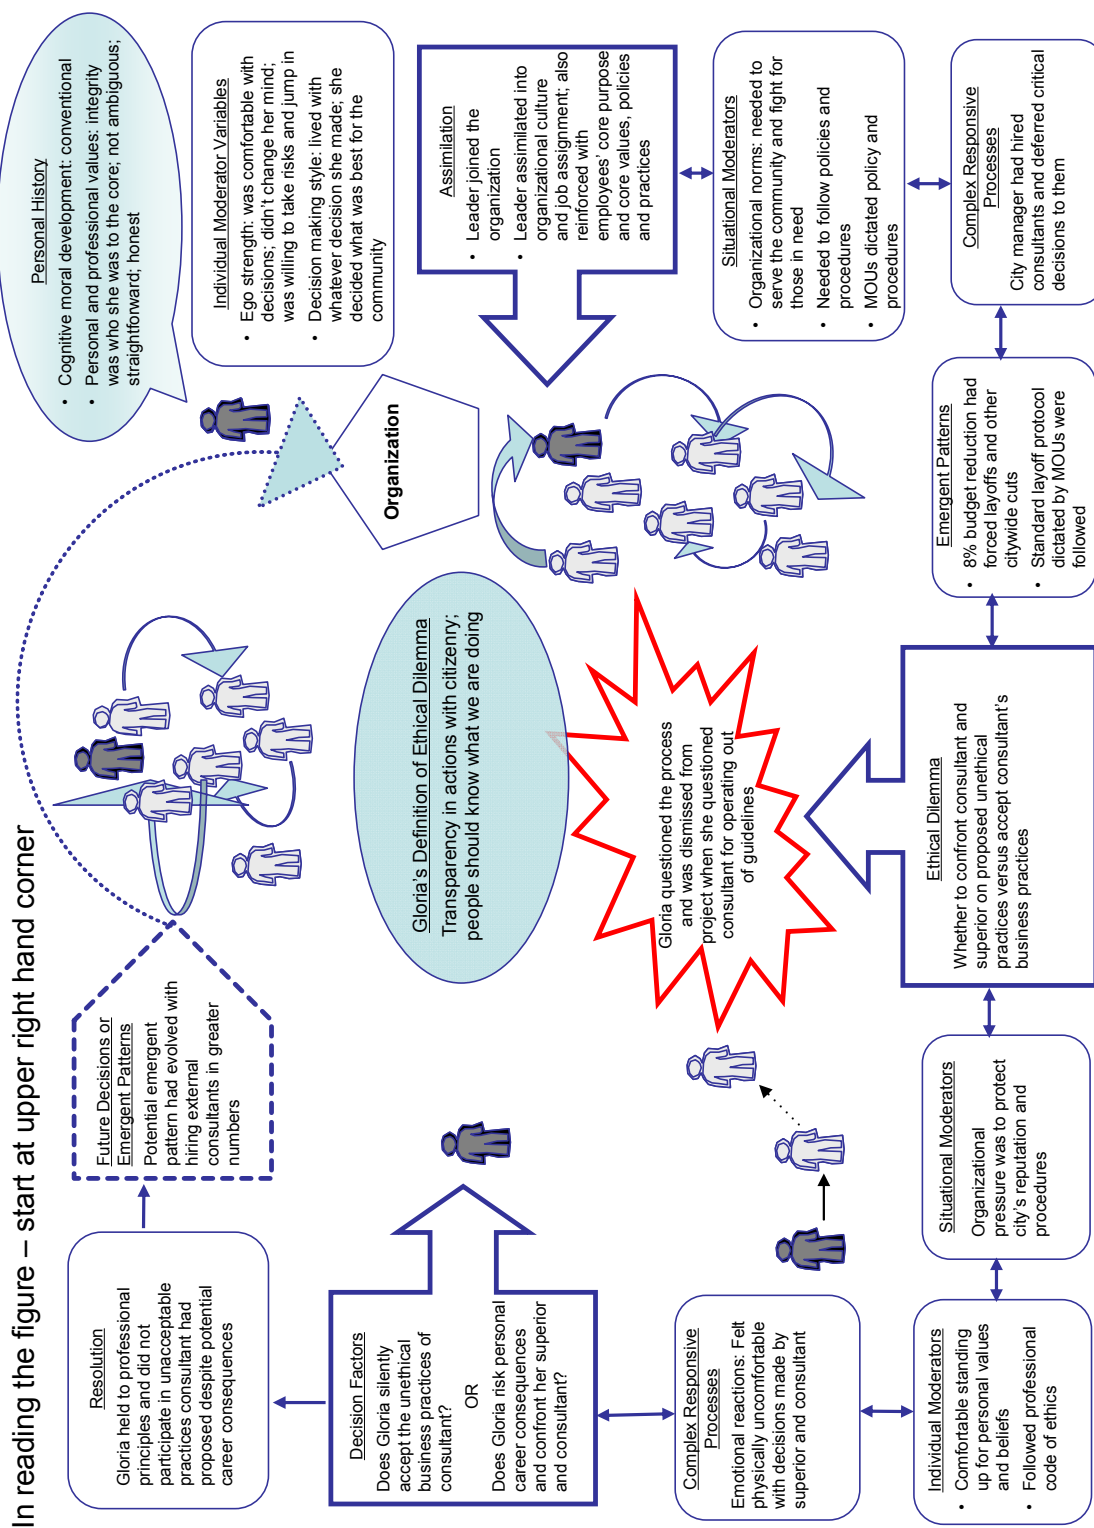 In reading the figure – start at upper right hand corner
Personal History
• Cognitive moral development: conventional
• Personal and professional values: integrity
was who she was to the core; not ambiguous;
straightforward; honest
Individual Moderator Variables
• Ego strength: was comfortable with
decisions; didn't change her mind;
was willing to take risks and jump in
• Decision making style: lived with
whatever decision she made; she
decided what was best for the
community
Organization
Assimilation
• Leader joined the
organization
• Leader assimilated into
organizational culture
and job assignment; also
reinforced with
employees' core purpose
and core values, policies
and practices
Situational Moderators
• Organizational norms: needed to
serve the community and fight for
those in need
• Needed to follow policies and
procedures
• MOUs dictated policy and
procedures
Complex Responsive
Processes
City manager had hired
consultants and deferred critical
decisions to them
Emergent Patterns
• 8% budget reduction had
forced layoffs and other
citywide cuts
• Standard layoff protocol
dictated by MOUs were
followed
Gloria's Definition of Ethical Dilemma
Transparency in actions with citizenry;
people should know what we are doing
Gloria questioned the process
and was dismissed from
project when she questioned
consultant for operating out
of guidelines
Ethical Dilemma
Whether to confront consultant and
superior on proposed unethical
practices versus accept consultant's
business practices
Situational Moderators
Organizational
pressure was to protect
city's reputation and
procedures
Individual Moderators
• Comfortable standing
up for personal values
and beliefs
• Followed professional
code of ethics
Complex Responsive
Processes
Emotional reactions: Felt
physically uncomfortable
with decisions made by
superior and consultant
Decision Factors
Does Gloria silently
accept the unethical
business practices of
consultant?
OR
Does Gloria risk personal
career consequences
and confront her superior
and consultant?
Resolution
Gloria held to professional
principles and did not
participate in unacceptable
practices consultant had
proposed despite potential
career consequences
Future Decisions or
Emergent Patterns
Potential emergent
pattern had evolved with
hiring external
consultants in greater
numbers